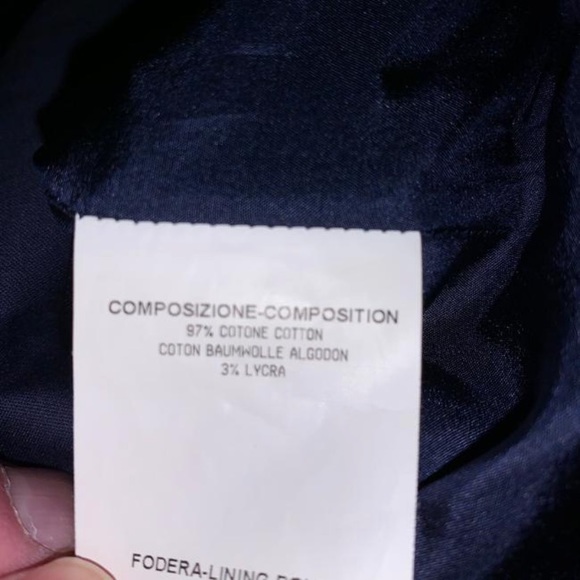 COMPOSIZIONE-COMPOSITION
97% COTONE COTTON
COTON BAUMWOLLE ALGODON
3% LYCRA
FODERA-LINING